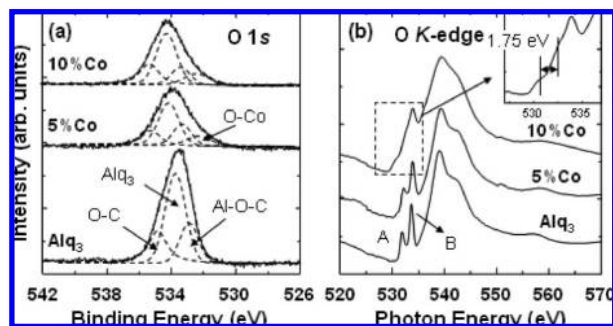 (a)
O 1s
10%Co
5%Co
O-Co
Alq3
O-C
Al-O-C
Alq3
Intensity (arb. units)
542 538 534 530 526
Binding Energy (eV)
(b)
O K-edge
1.75 eV
530 535
10%Co
5%Co
Alq3
A
B
520 530 540 550 560 570
Photon Energy (eV)